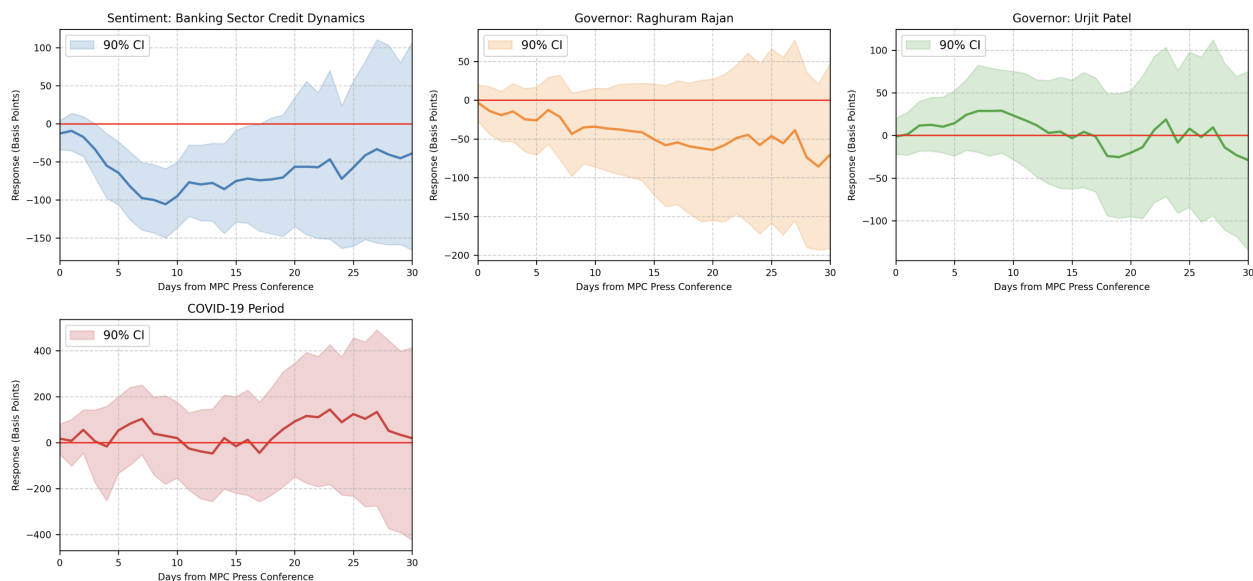 Sentiment: Banking Sector Credit Dynamics
Response (Basis Points)
90% CI
100
50
0
−50
−100
−150
0 5 10 15 20 25 30
Days from MPC Press Conference
Governor: Raghuram Rajan
Response (Basis Points)
90% CI
50
0
−50
−100
−150
−200
0 5 10 15 20 25 30
Days from MPC Press Conference
Governor: Urjit Patel
Response (Basis Points)
90% CI
100
50
0
−50
−100
0 5 10 15 20 25 30
Days from MPC Press Conference
COVID-19 Period
Response (Basis Points)
90% CI
400
200
0
−200
−400
0 5 10 15 20 25 30
Days from MPC Press Conference